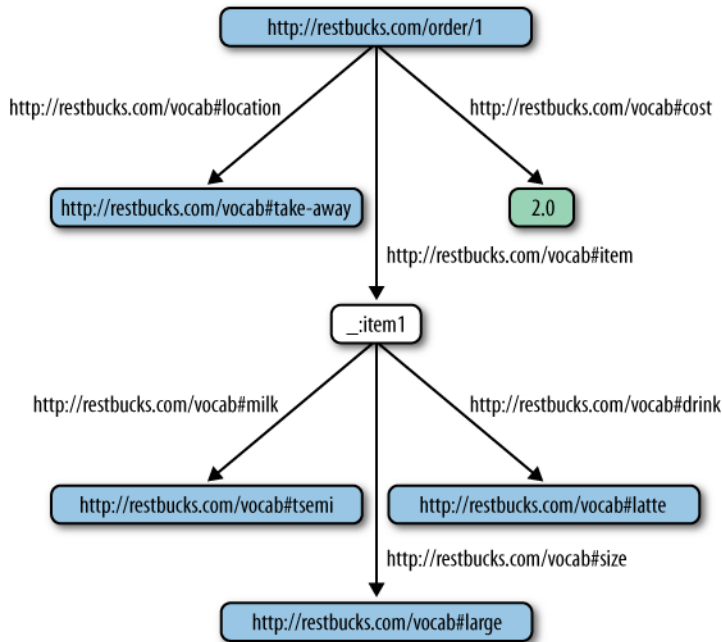 http://restbucks.com/order/1
http://restbucks.com/vocab#location
http://restbucks.com/vocab#cost
http://restbucks.com/vocab#take-away
2.0
http://restbucks.com/vocab#item
_:item1
http://restbucks.com/vocab#milk
http://restbucks.com/vocab#drink
http://restbucks.com/vocab#tsemi
http://restbucks.com/vocab#latte
http://restbucks.com/vocab#size
http://restbucks.com/vocab#large